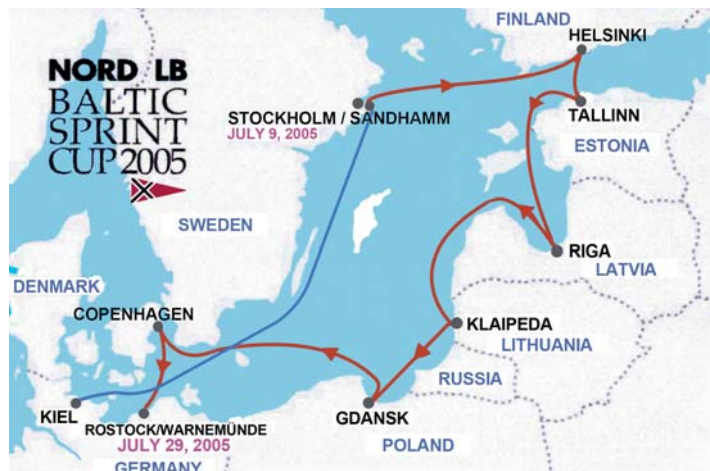 FINLAND
HELSINKI
NORD LB
BALTIC
SPRINT
CUP 2005
STOCKHOLM / SANDHAMM
JULY 9, 2005
TALLINN
ESTONIA
SWEDEN
RIGA
LATVIA
DENMARK
COPENHAGEN
KLAIPEDA
LITHUANIA
RUSSIA
KIEL
GDANSK
ROSTOCK/WARNEMÜNDE
JULY 29, 2005
POLAND
GERMANY